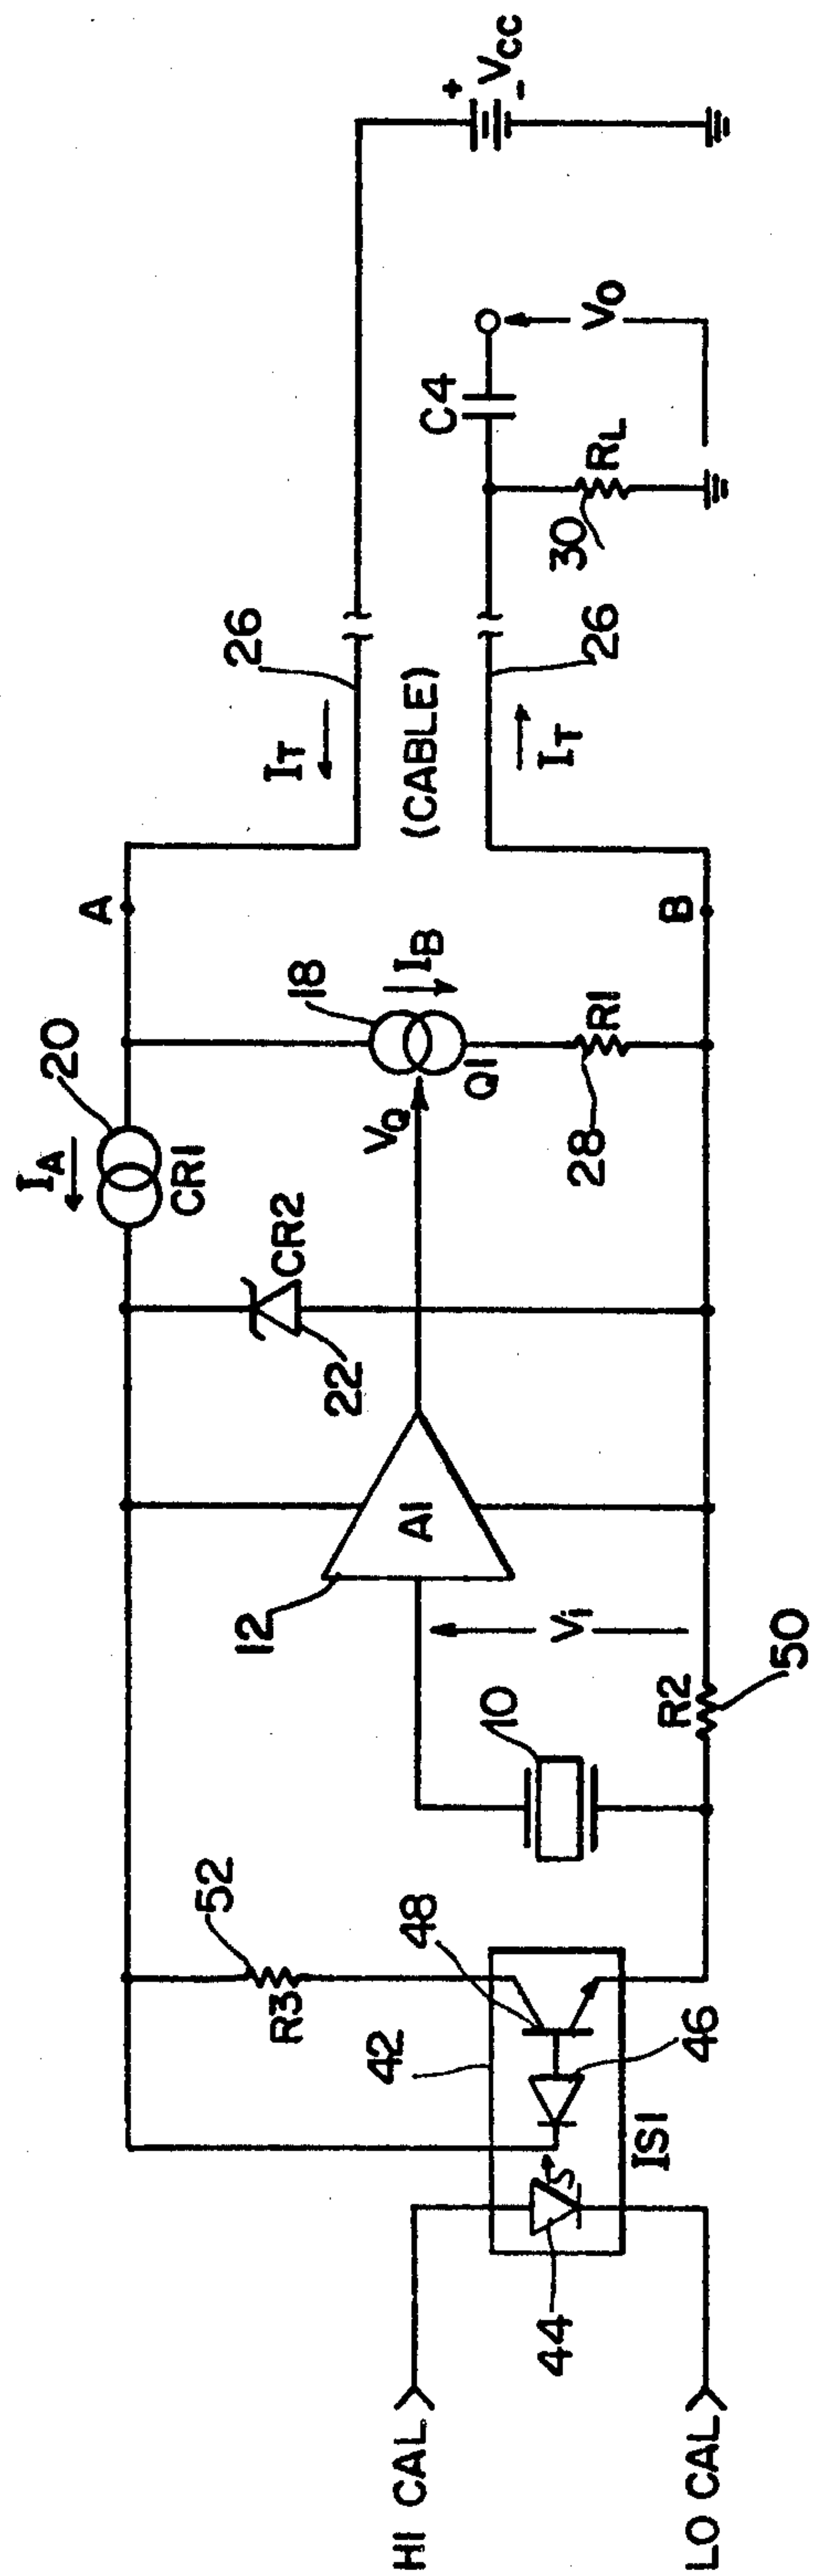 HI CAL
LO CAL
44
IS1
46
42
48
R3
52
10
R2
50
Vi
12
A1
22
CR2
CR1
IA
20
VQ
Q1
18
IB
28
R1
A
B
IT
26
(CABLE)
IT
26
30
RL
C4
VO
+
VCC
-